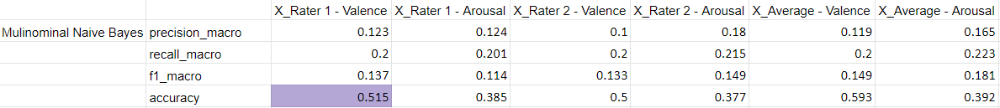 X_Rater 1 - Valence X_Rater 1 - Arousal X_Rater 2 - Valence X_Rater 2 - Arousal X_Average - Valence X_Average - Arousal
Mulinominal Naive Bayes precision_macro 0.123 0.124 0.1 0.18 0.119 0.165
recall_macro 0.2 0.201 0.2 0.215 0.2 0.223
f1_macro 0.137 0.114 0.133 0.149 0.149 0.181
accuracy 0.515 0.385 0.5 0.377 0.593 0.392